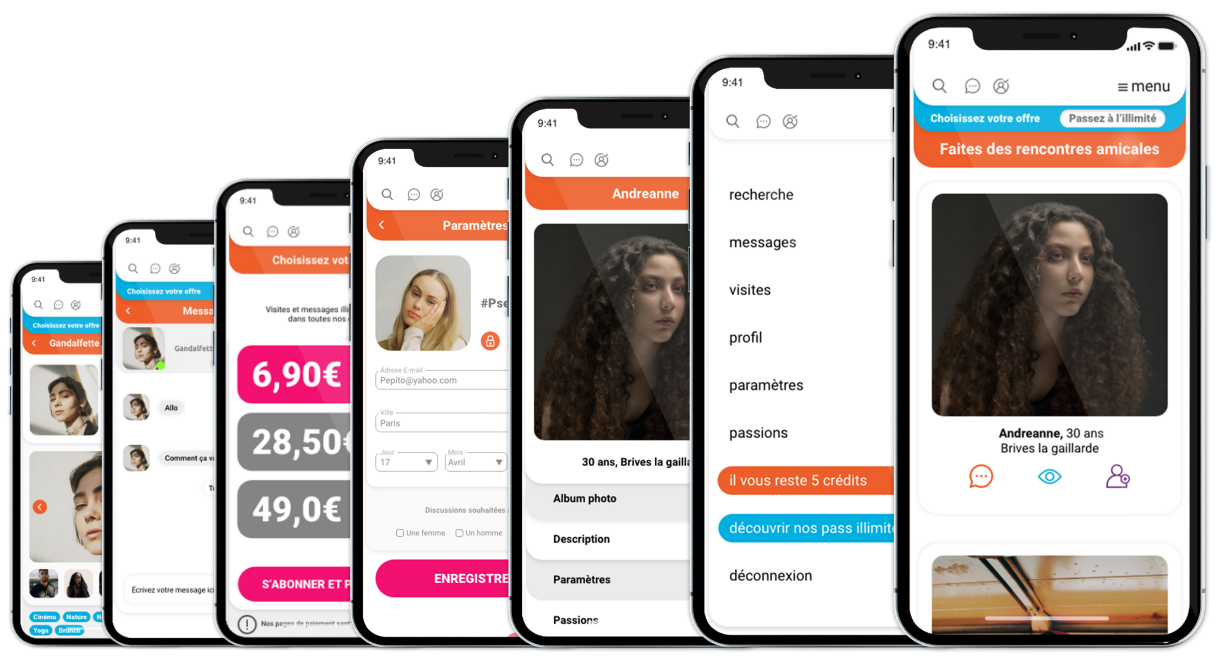 9:41
Choisissez votre offre
Gandalfette
Cinéma Nature
Yoga Brunch
9:41
Choisissez votre offre
Messa
Gandalfett
Allo
Comment ça v
Écrivez votre message ici
9:41
Choisissez vot
Visites et messages illi
dans toutes nos
6,90€
28,50€
49,0€
S'ABONNER ET P
Nos pages de paiement sont
9:41
Paramètres
#Pse
Adresse E-mail
Pepito@yahoo.com
Ville
Paris
Jour Mois
17 Avril
Discussions souhaitées
Une femme Un homme
ENREGISTRE
9:41
Andreanne
30 ans, Brives la gailla
Album photo
Description
Paramètres
Passions
9:41
recherche
messages
visites
profil
paramètres
passions
il vous reste 5 crédits
découvrir nos pass illimité
déconnexion
9:41
menu
Choisissez votre offre Passez à l'illimité
Faites des rencontres amicales
Andreanne, 30 ans
Brives la gaillarde